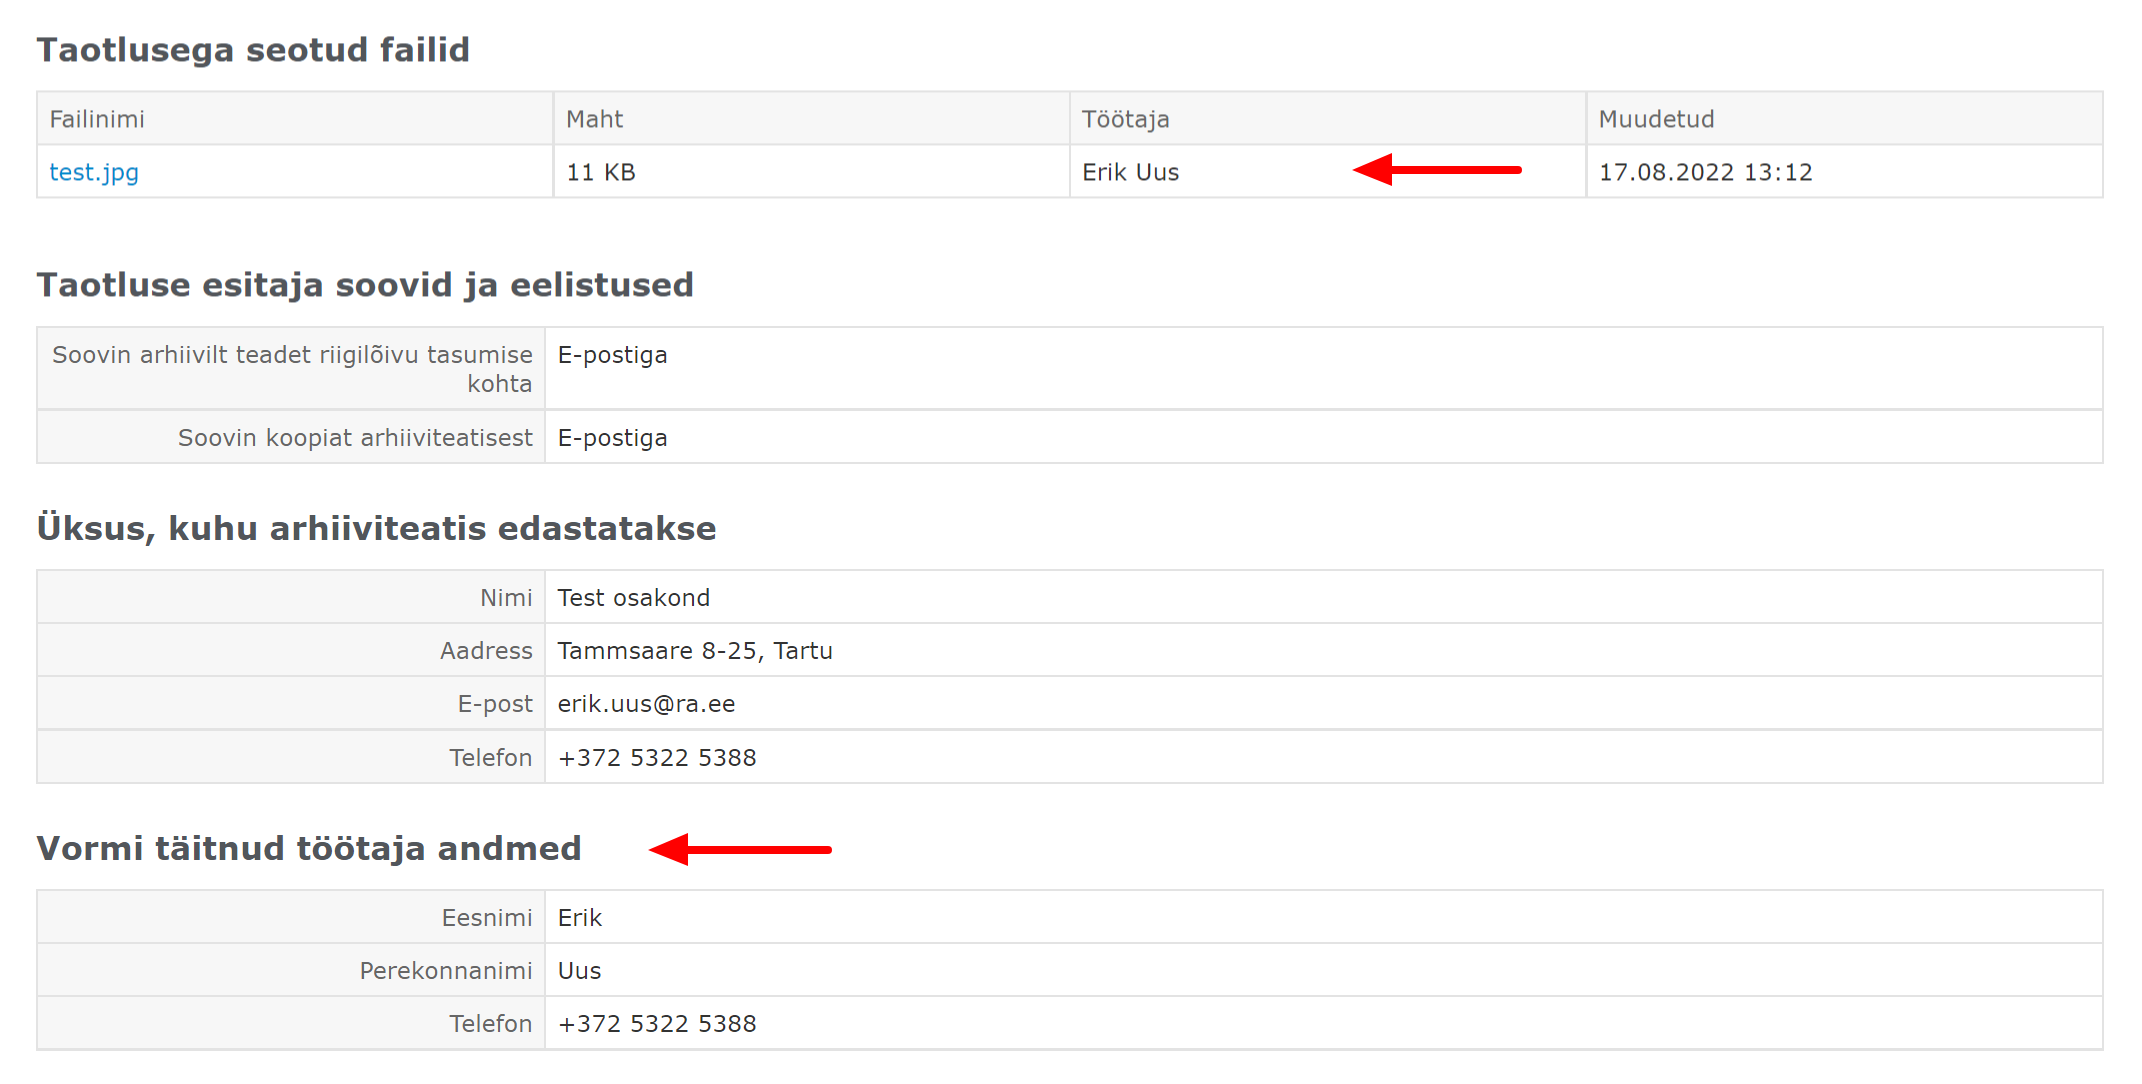 Taotlusega seotud failid
Failinimi Maht Töötaja Muudetud
test.jpg 11 KB Erik Uus 17.08.2022 13:12
Taotluse esitaja soovid ja eelistused
Soovin arhiivilt teadet riigilõivu tasumise E-postiga
kohta
Soovin koopiat arhiiviteatisest E-postiga
Üksus, kuhu arhiiviteatis edastatakse
Nimi Test osakond
Aadress Tammsaare 8-25, Tartu
E-post erik.uus@ra.ee
Telefon +372 5322 5388
Vormi täitnud töötaja andmed
Eesnimi Erik
Perekonnanimi Uus
Telefon +372 5322 5388